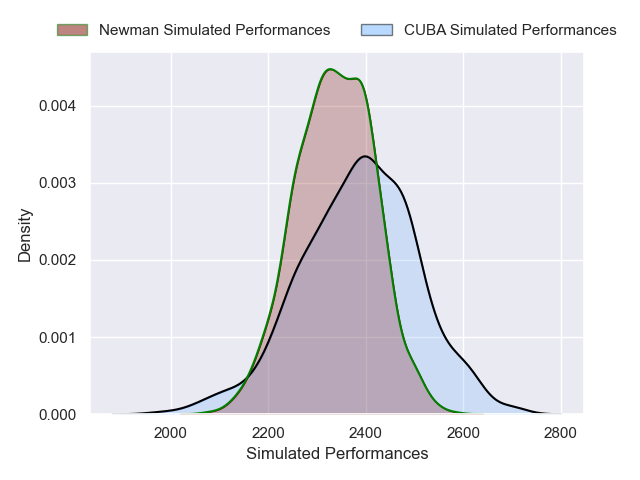 Newman Simulated Performances CUBA Simulated Performances
0.004
0.003
0.002
0.001
0.000
Density
2000 2200 2400 2600 2800
Simulated Performances